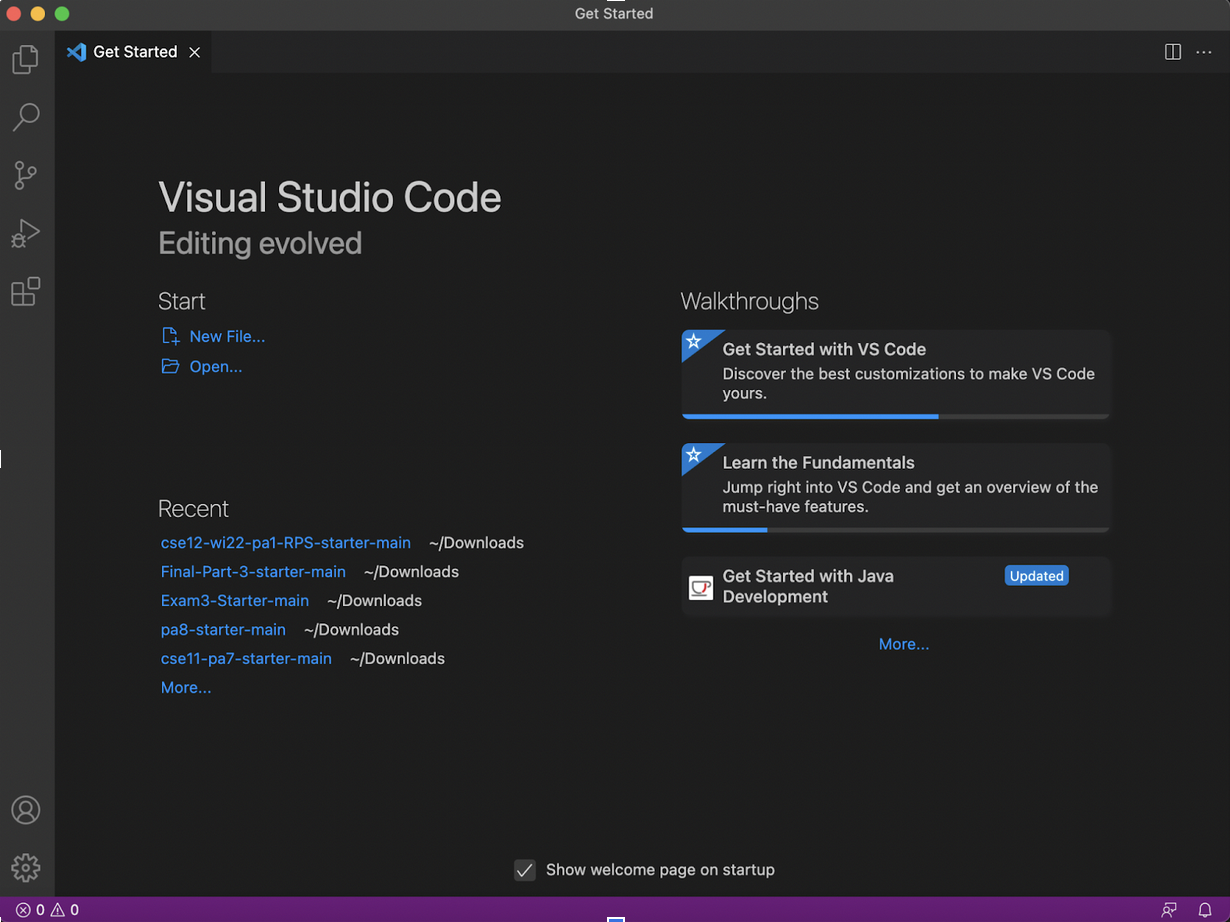 Get Started
Get Started
Visual Studio Code
Editing evolved
Start
New File...
Open...
Recent
cse12-wi22-pa1-RPS-starter-main ~/Downloads
Final-Part-3-starter-main ~/Downloads
Exam3-Starter-main ~/Downloads
pa8-starter-main ~/Downloads
cse11-pa7-starter-main ~/Downloads
More...
Walkthroughs
Get Started with VS Code
Discover the best customizations to make VS Code
yours.
Learn the Fundamentals
Jump right into VS Code and get an overview of the
must-have features.
Get Started with Java
Development
Updated
More...
Show welcome page on startup
0 0